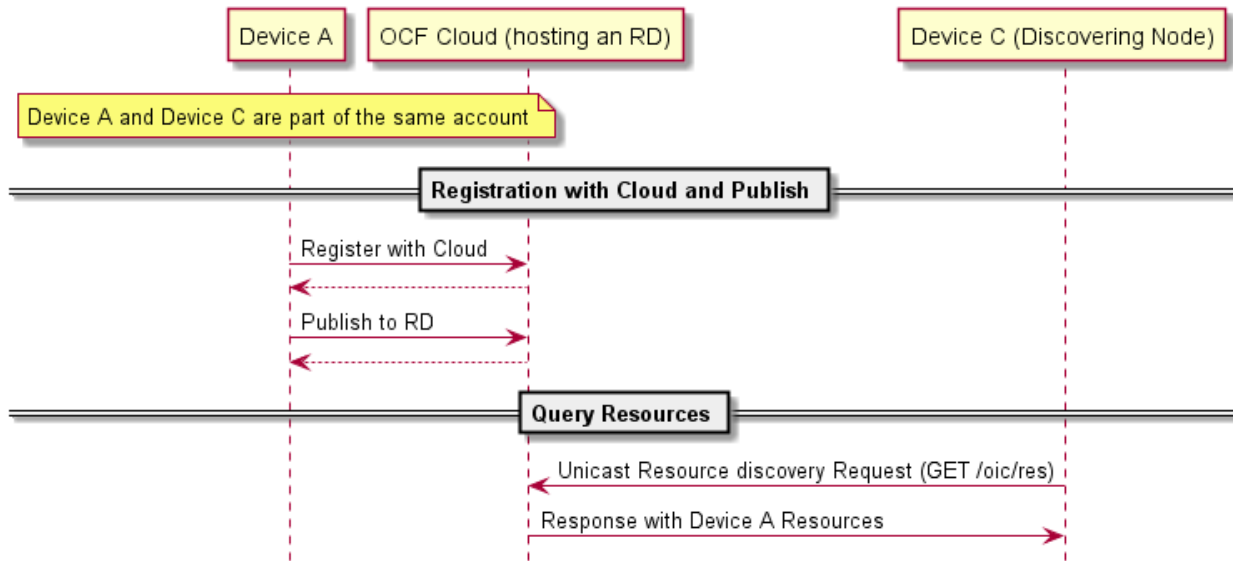 Device A
OCF Cloud (hosting an RD)
Device C (Discovering Node)
Device A and Device C are part of the same account
Registration with Cloud and Publish
Register with Cloud
Publish to RD
Query Resources
Unicast Resource discovery Request (GET /oic/res)
Response with Device A Resources